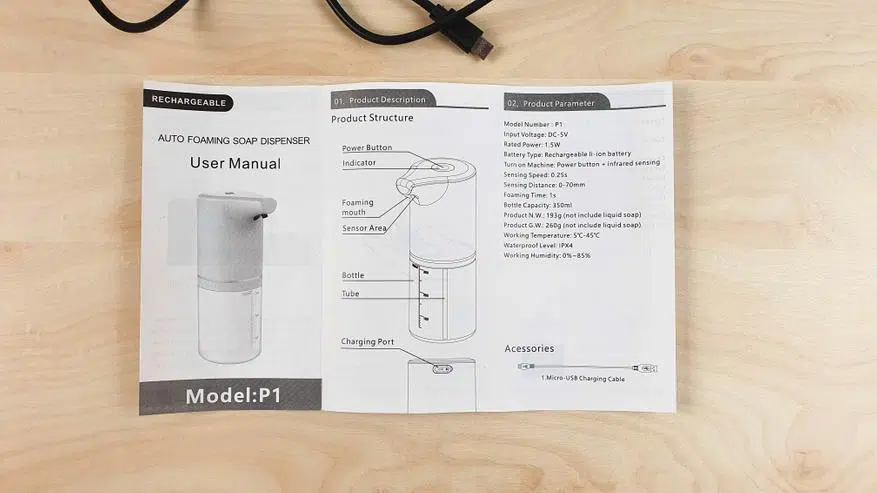 RECHARGEABLE
AUTO FOAMING SOAP DISPENSER
User Manual
Model:P1
01, Product Description
Product Structure
Power Button
Indicator
Foaming
mouth
Sensor Area
Bottle
Tube
Charging Port
02, Product Parameter
Model Number : P1
Input Voltage: DC-5V
Rated Power: 1.5W
Battery Type: Rechargeable li-ion battery
Turn on Machine: Power button + infrared sensing
Sensing Speed: 0.25s
Sensing Distance: 0-70mm
Foaming Time: 1s
Bottle Capacity: 350ml
Product N.W.: 193g (not include liquid soap)
Product G.W.: 260g (not include liquid soap)
Working Temperature: 5℃-45℃
Waterproof Level: IPX4
Working Humidity: 0%~85%
Acessories
1.Micro-USB Charging Cable